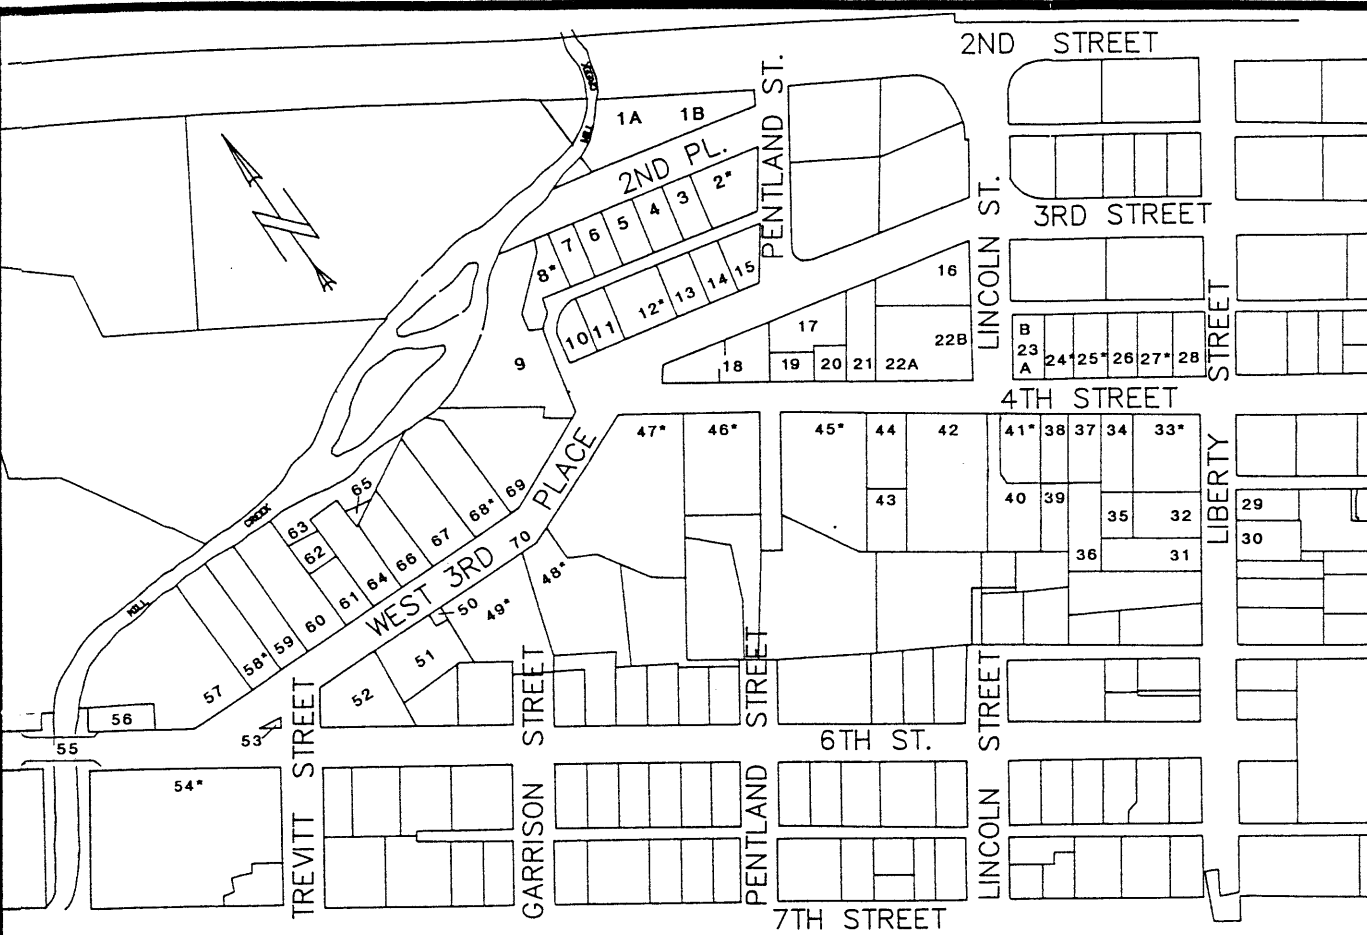 2ND STREET
CREEK
MILL
1A 1B
PENTLAND ST.
2ND PL.
2*
3
4
5
6
7
8*
3RD STREET
LINCOLN ST.
15
14
13
12*
11
10
9
16
17
18
19 20 21 22A
22B
B
23
A
24* 25* 26 27* 28
STREET
4TH STREET
47* 46* 45* 44 42 41* 38 37 34 33*
43 40 39
35 32
36 31
LIBERTY
29
30
PLACE
WEST 3RD
70
69
68*
67
66
65
64
63
62
61
60
59
58*
57
CREEK
MILL
48*
49*
50
51
52
53
54*
55
56
TREVITT STREET
GARRISON STREET
PENTLAND STREET
LINCOLN STREET
6TH ST.
7TH STREET